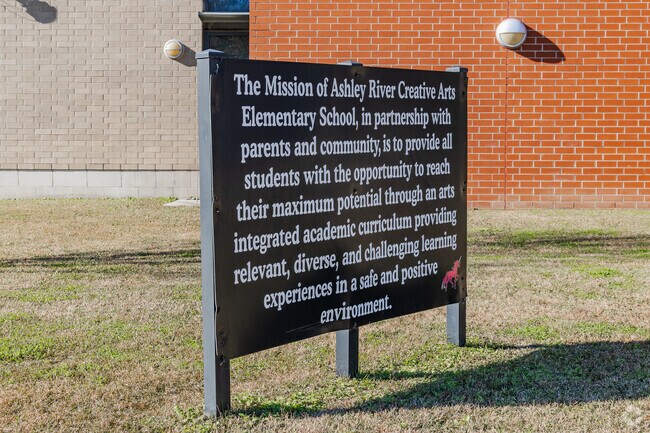 The Mission of Ashley River Creative Arts
Elementary School, in partnership with
parents and community, is to provide all
students with the opportunity to reach
their maximum potential through an arts
integrated academic curriculum providing
relevant, diverse, and challenging learning
experiences in a safe and positive
environment.